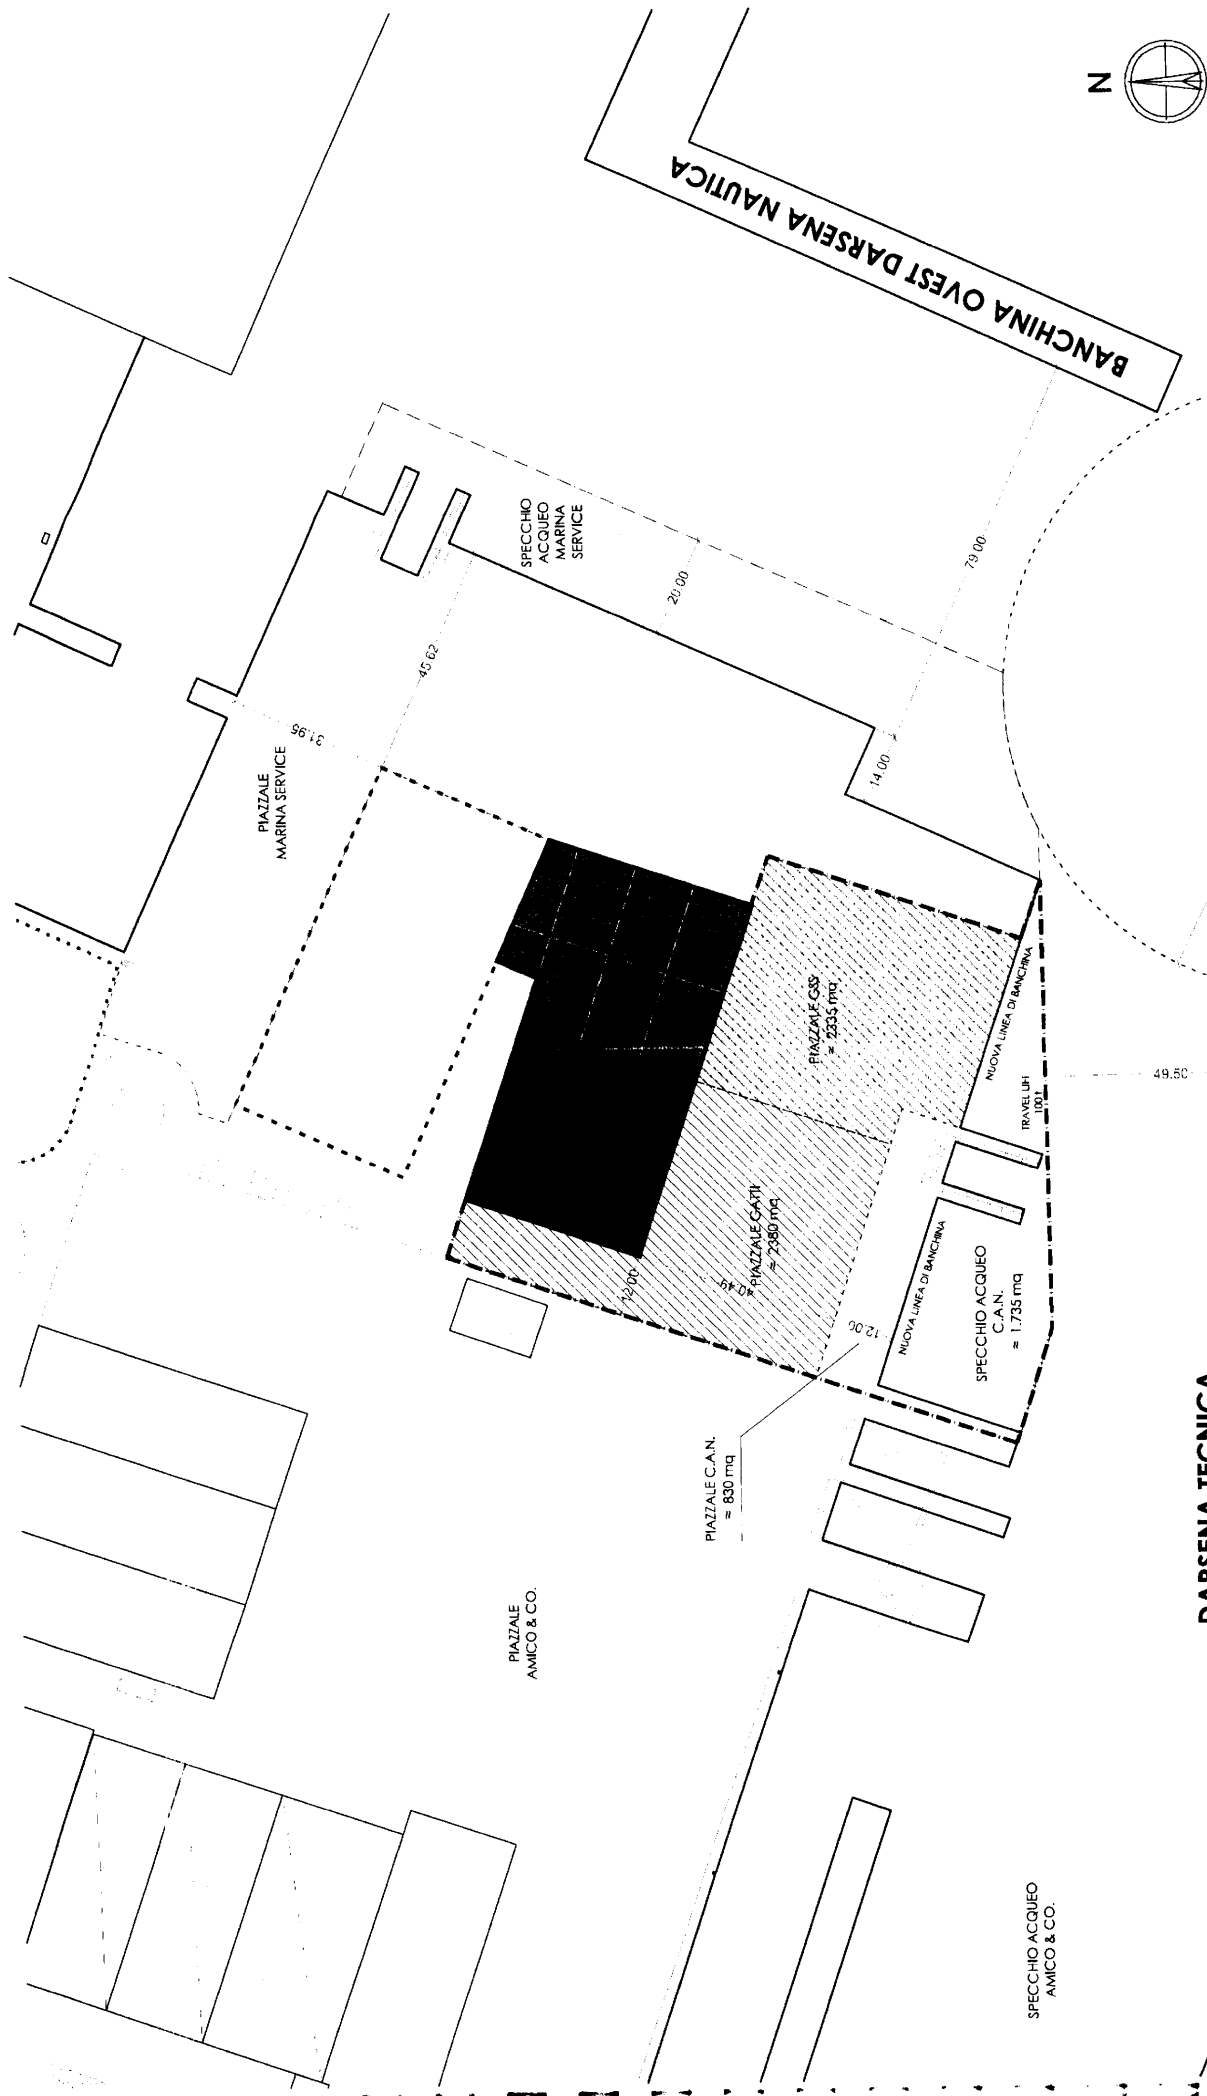 N
BANCHINA OVEST DARSENA NAUTICA
SPECCHIO
ACQUEO
MARINA
SERVICE
20.00
79.00
45.62
31.95
14.00
PIAZZALE
MARINA SERVICE
PIAZZALE GSS
≈ 2335 mq
NUOVA LINEA DI BANCHINA
TRAVEL LIFT
100 t
49.50
PIAZZALE GATTI
≈ 2380 mq
12.00
40.49
12.00
NUOVA LINEA DI BANCHINA
SPECCHIO ACQUEO
C.A.N.
≈ 1.735 mq
PIAZZALE C.A.N.
≈ 830 mq
PIAZZALE
AMICO & CO.
DARSENA TECNICA
SPECCHIO ACQUEO
AMICO & CO.